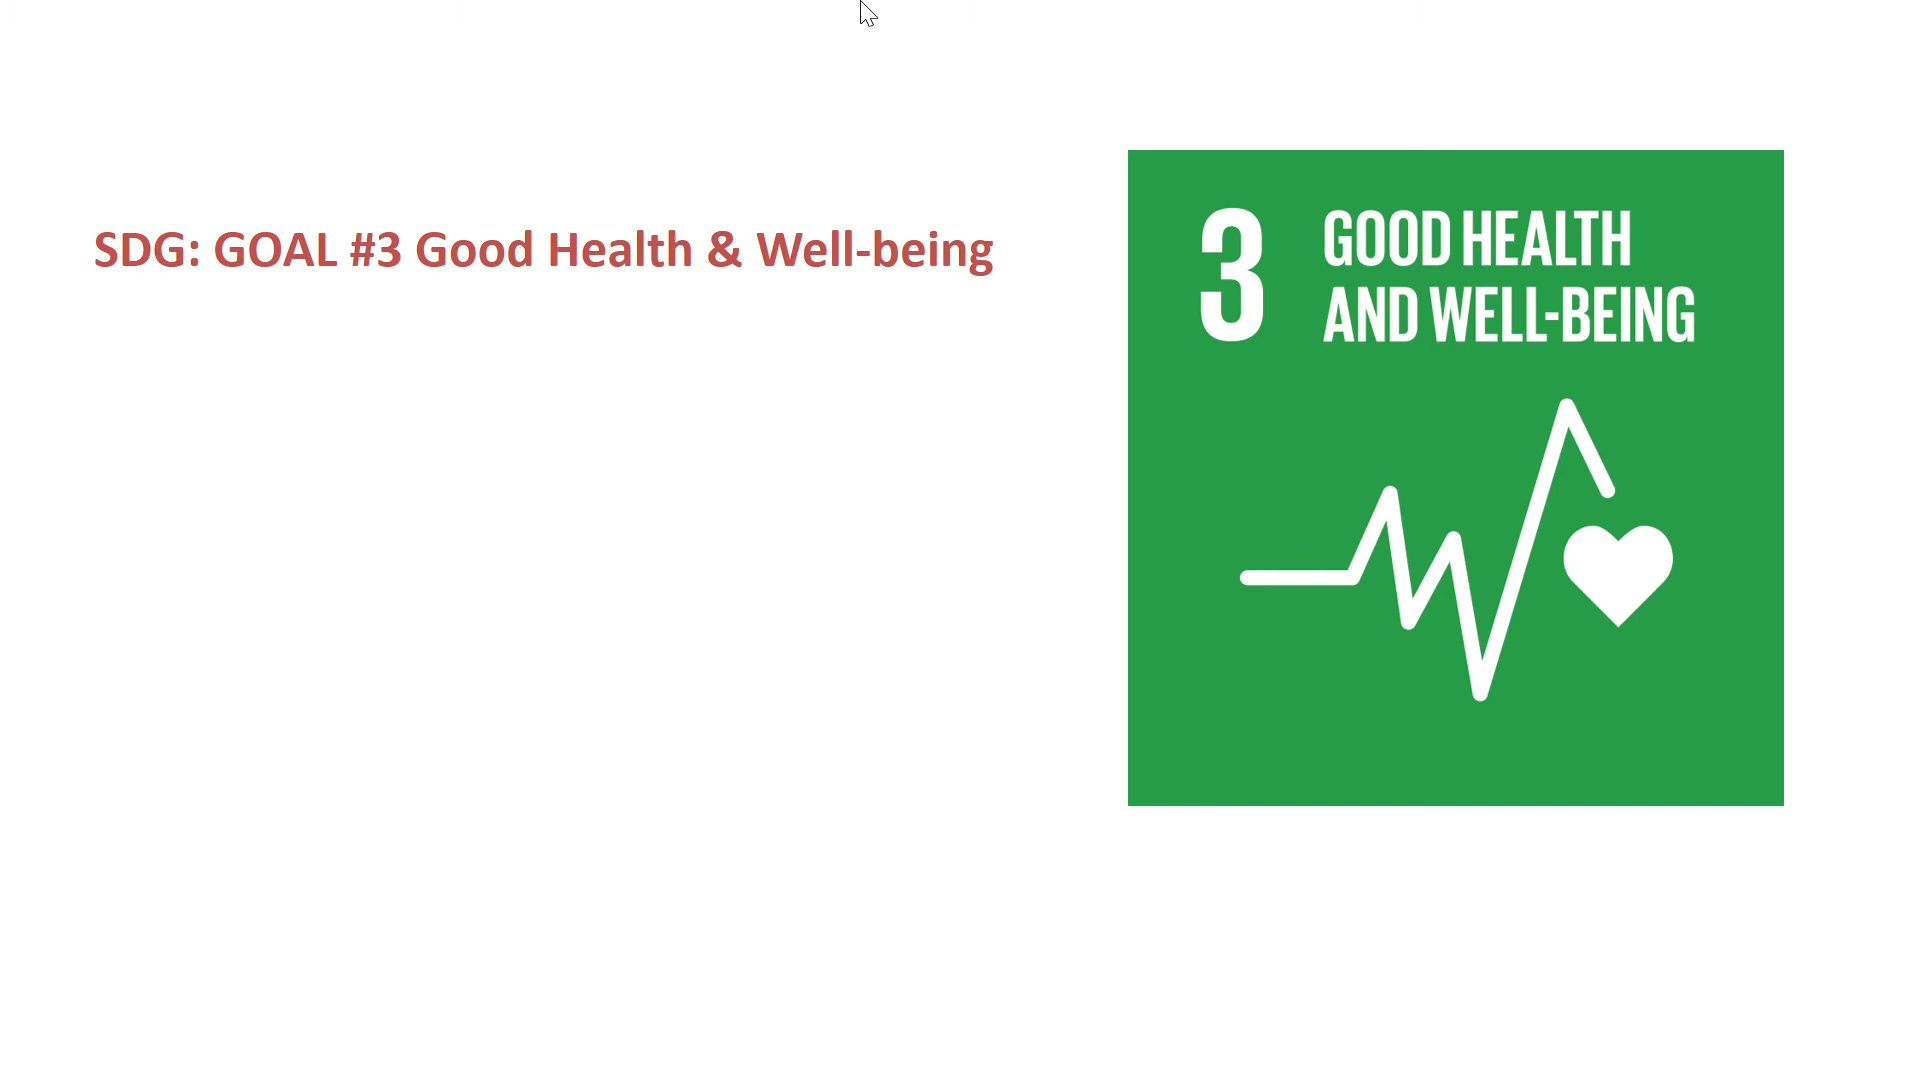 SDG: GOAL #3 Good Health & Well-being
3 GOOD HEALTH
AND WELL-BEING